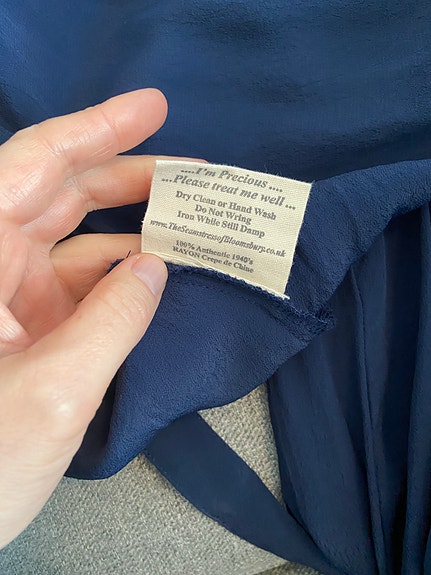 ....I'm Precious ....
...Please treat me well ...
Dry Clean or Hand Wash
Do Not Wring
Iron While Still Damp
www.TheSeamstressofBloomsbury.co.uk
100% Authentic 1940's
RAYON Crepe de Chine